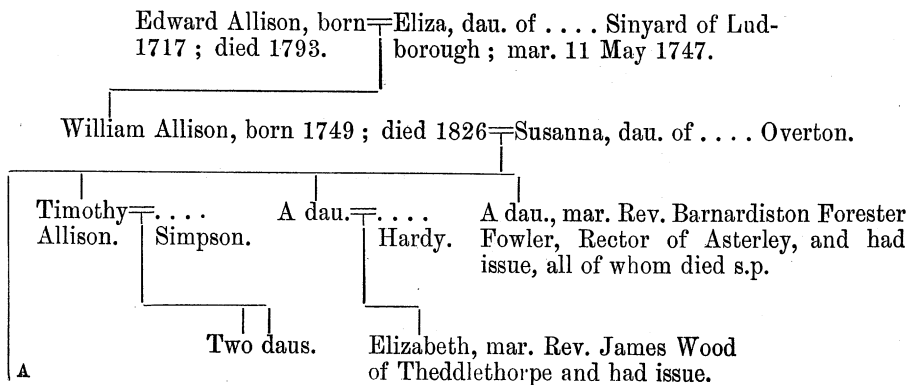 Edward Allison, born╤Eliza, dau. of . . . . Sinyard of Lud-
1717 ; died 1793. borough ; mar. 11 May 1747.
William Allison, born 1749 ; died 1826╤Susanna, dau. of . . . . Overton.
Timothy╤. . . . A dau.╤. . . . A dau., mar. Rev. Barnardiston Forester
Allison. Simpson. Hardy. Fowler, Rector of Asterley, and had
issue, all of whom died s.p.
Two daus. Elizabeth, mar. Rev. James Wood
A of Theddlethorpe and had issue.